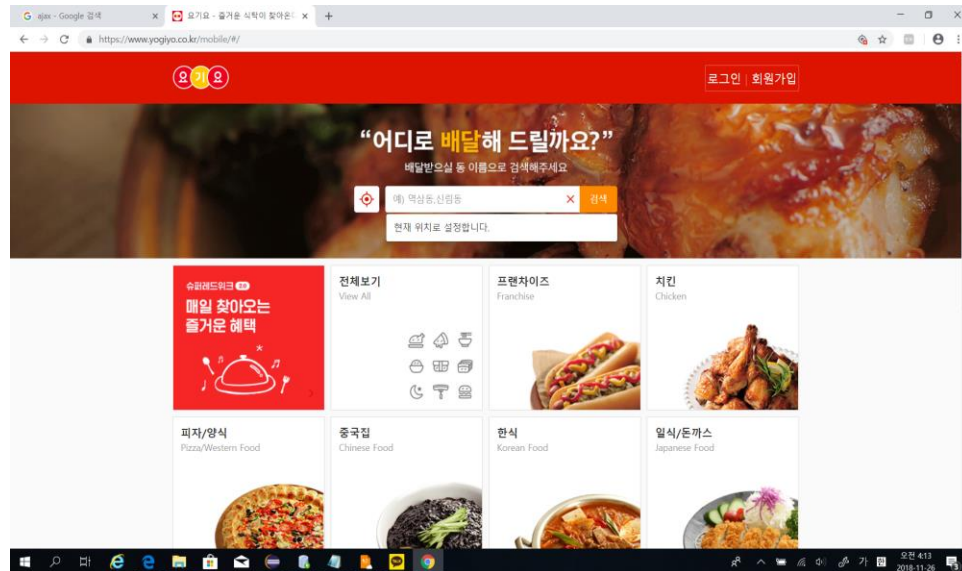 ajax - Google 검색
요기요 - 즐거운 식탁이 찾아온
https://www.yogiyo.co.kr/mobile/#/
요기요
로그인 | 회원가입
“어디로 배달해 드릴까요?”
배달받으실 동 이름으로 검색해주세요
예) 역삼동,신림동
검색
현재 위치로 설정합니다.
슈퍼레드위크
매일 찾아오는
즐거운 혜택
전체보기
View All
프랜차이즈
Franchise
치킨
Chicken
피자/양식
Pizza/Western Food
중국집
Chinese Food
한식
Korean Food
일식/돈까스
Japanese Food
가
오전 4:13
2018-11-26